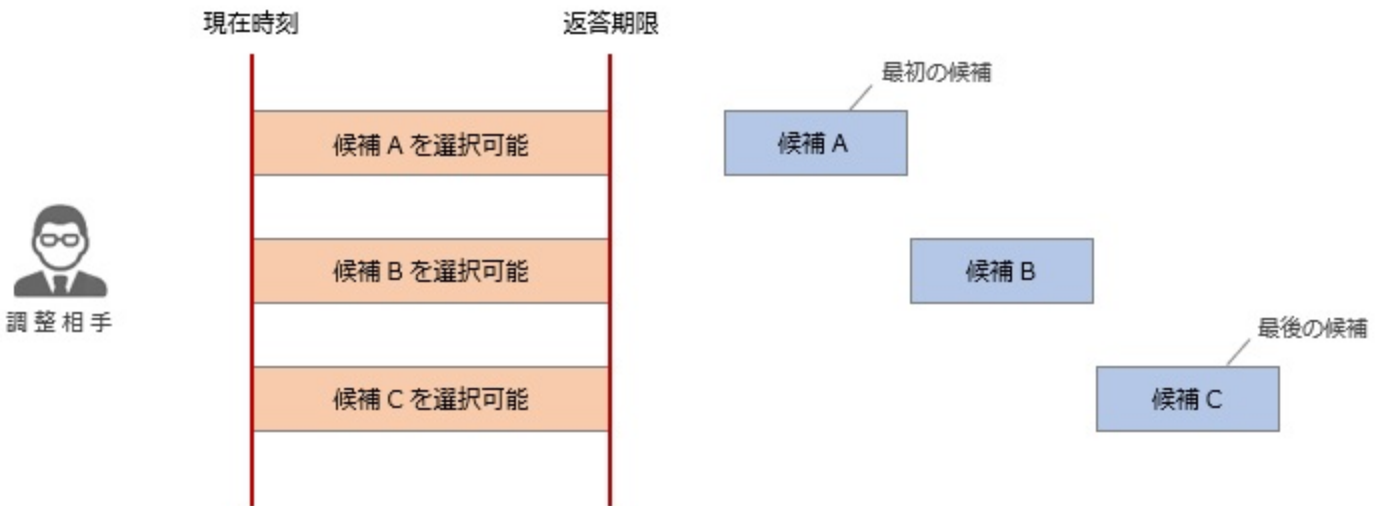 現在時刻
返答期限
最初の候補
候補 A を選択可能
候補 A
候補 B を選択可能
候補 B
調整相手
最後の候補
候補 C を選択可能
候補 C